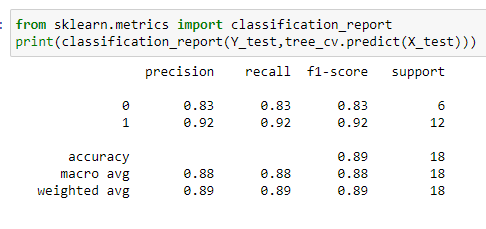 from sklearn.metrics import classification_report
print(classification_report(Y_test,tree_cv.predict(X_test)))
precision recall f1-score support
0 0.83 0.83 0.83 6
1 0.92 0.92 0.92 12
accuracy 0.89 18
macro avg 0.88 0.88 0.88 18
weighted avg 0.89 0.89 0.89 18